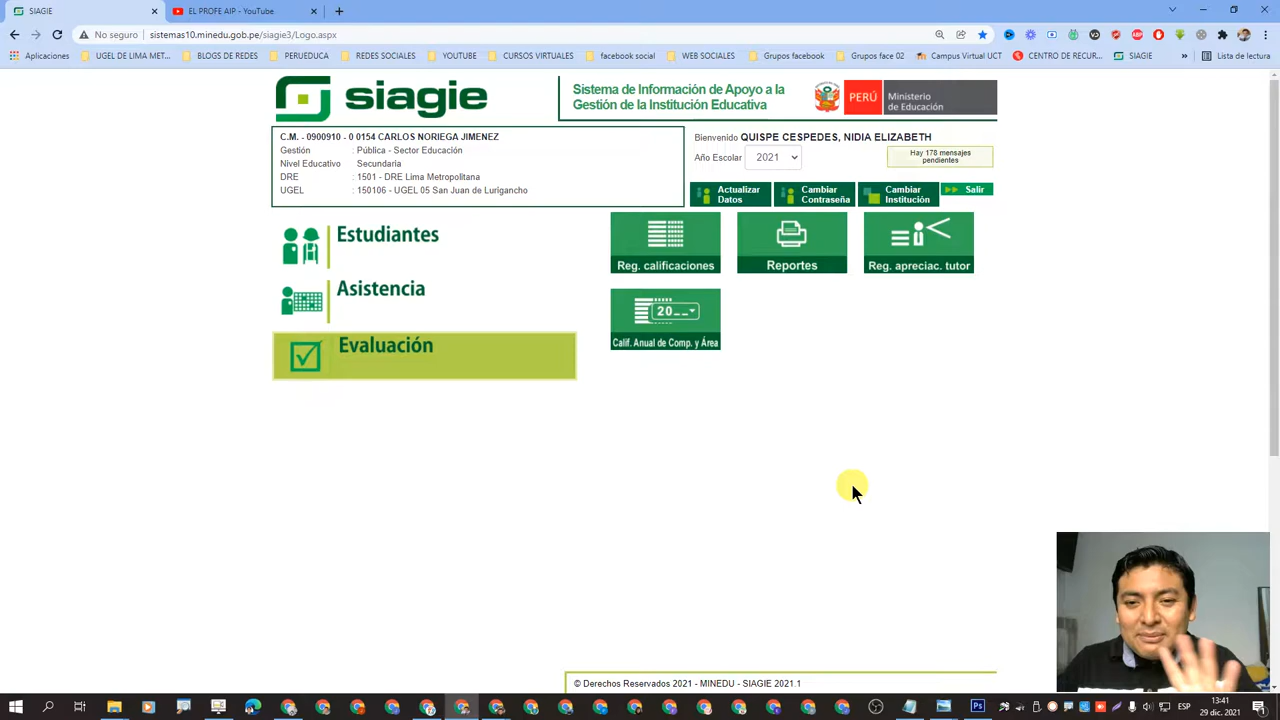 SIAGIE
EL PROFE AIP. - YouTube
No seguro
sistemas10.minedu.gob.pe/siagie3/Logo.aspx
Aplicaciones
UGEL DE LIMA MET...
BLOGS DE REDES
PERUEDUCA
REDES SOCIALES
YOUTUBE
CURSOS VIRTUALES
facebook social
WEB SOCIALES
Grupos facebook
Grupos face 02
Campus Virtual UCT
CENTRO DE RECUR...
SIAGIE
»
Lista de lectura
siagie
Sistema de Información de Apoyo a la
Gestión de la Institución Educativa
PERÚ
Ministerio
de Educación
C.M. - 0900910 - 0 0154 CARLOS NORIEGA JIMENEZ
Gestión : Pública - Sector Educación
Nivel Educativo Secundaria
DRE : 1501 - DRE Lima Metropolitana
UGEL : 150106 - UGEL 05 San Juan de Lurigancho
Bienvenido QUISPE CESPEDES, NIDIA ELIZABETH
Año Escolar 2021
Hay 178 mensajes
pendientes
Actualizar
Datos
Cambiar
Contraseña
Cambiar
Institución
Salir
Estudiantes
Asistencia
Evaluación
Reg. calificaciones
Reportes
Reg. apreciac. tutor
20__
Calif. Anual de Comp. y Área
© Derechos Reservados 2021 - MINEDU - SIAGIE 2021.1
ESP
13:41
29 dic. 2021